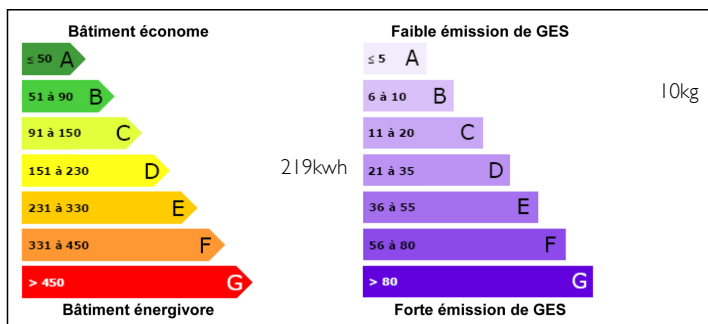 Bâtiment économe
≤ 50 A
51 à 90 B
91 à 150 C
151 à 230 D
219kwh
231 à 330 E
331 à 450 F
> 450 G
Bâtiment énergivore
Faible émission de GES
≤ 5 A
6 à 10 B
10kg
11 à 20 C
21 à 35 D
36 à 55 E
56 à 80 F
> 80 G
Forte émission de GES